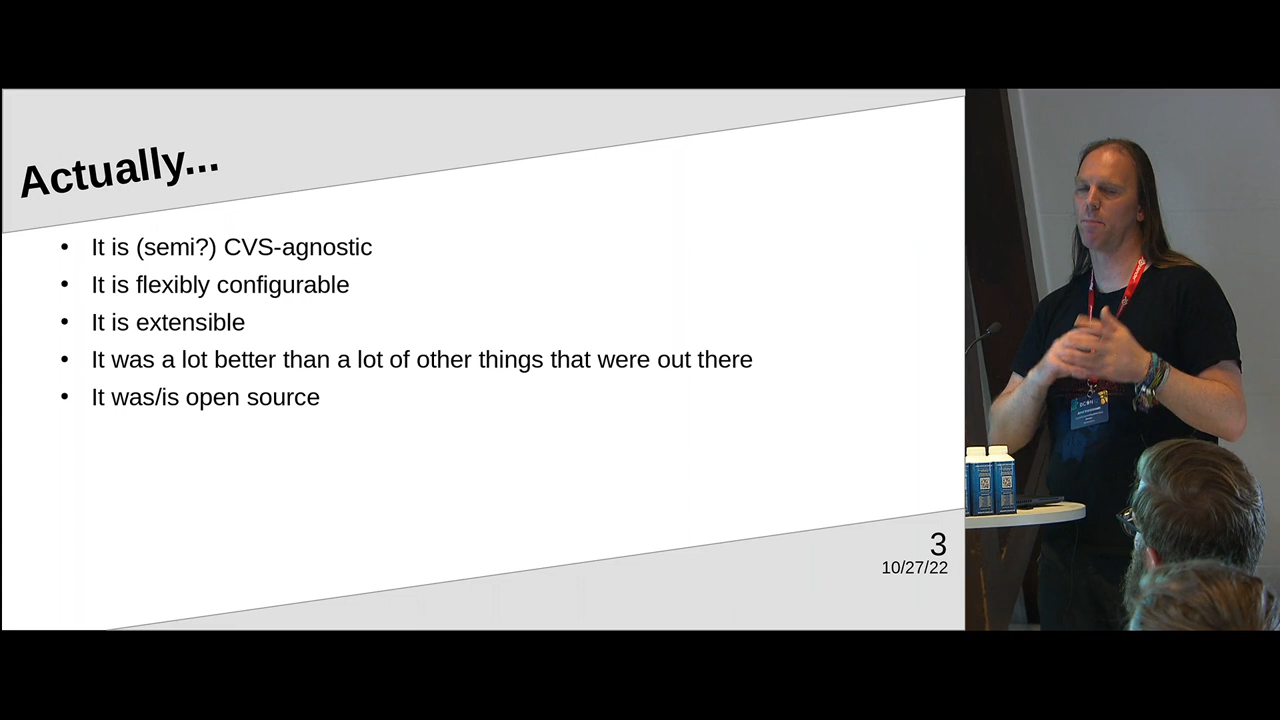 Actually...
• It is (semi?) CVS-agnostic
• It is flexibly configurable
• It is extensible
• It was a lot better than a lot of other things that were out there
• It was/is open source
3
10/27/22